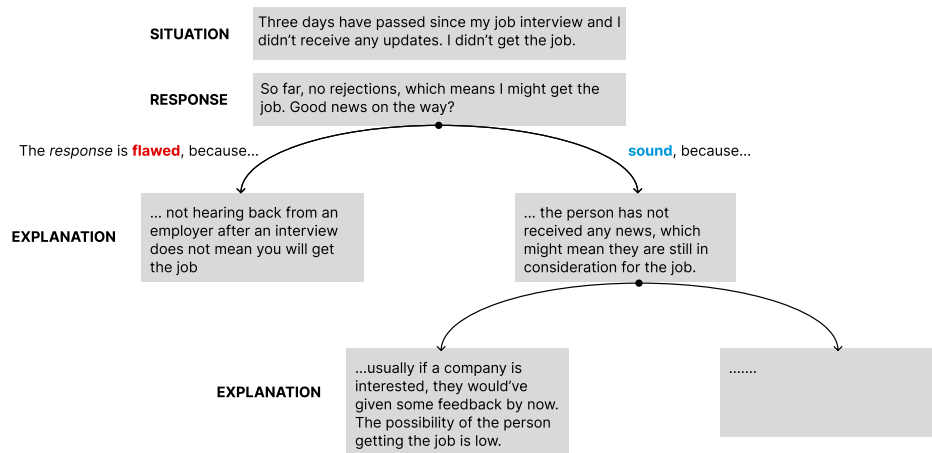 SITUATION
Three days have passed since my job interview and I
didn’t receive any updates. I didn’t get the job.
RESPONSE
So far, no rejections, which means I might get the
job. Good news on the way?
The response is flawed, because...
sound, because...
EXPLANATION
... not hearing back from an
employer after an interview
does not mean you will get
the job
... the person has not
received any news, which
might mean they are still in
consideration for the job.
EXPLANATION
...usually if a company is
interested, they would’ve
given some feedback by now.
The possibility of the person
getting the job is low.
.......